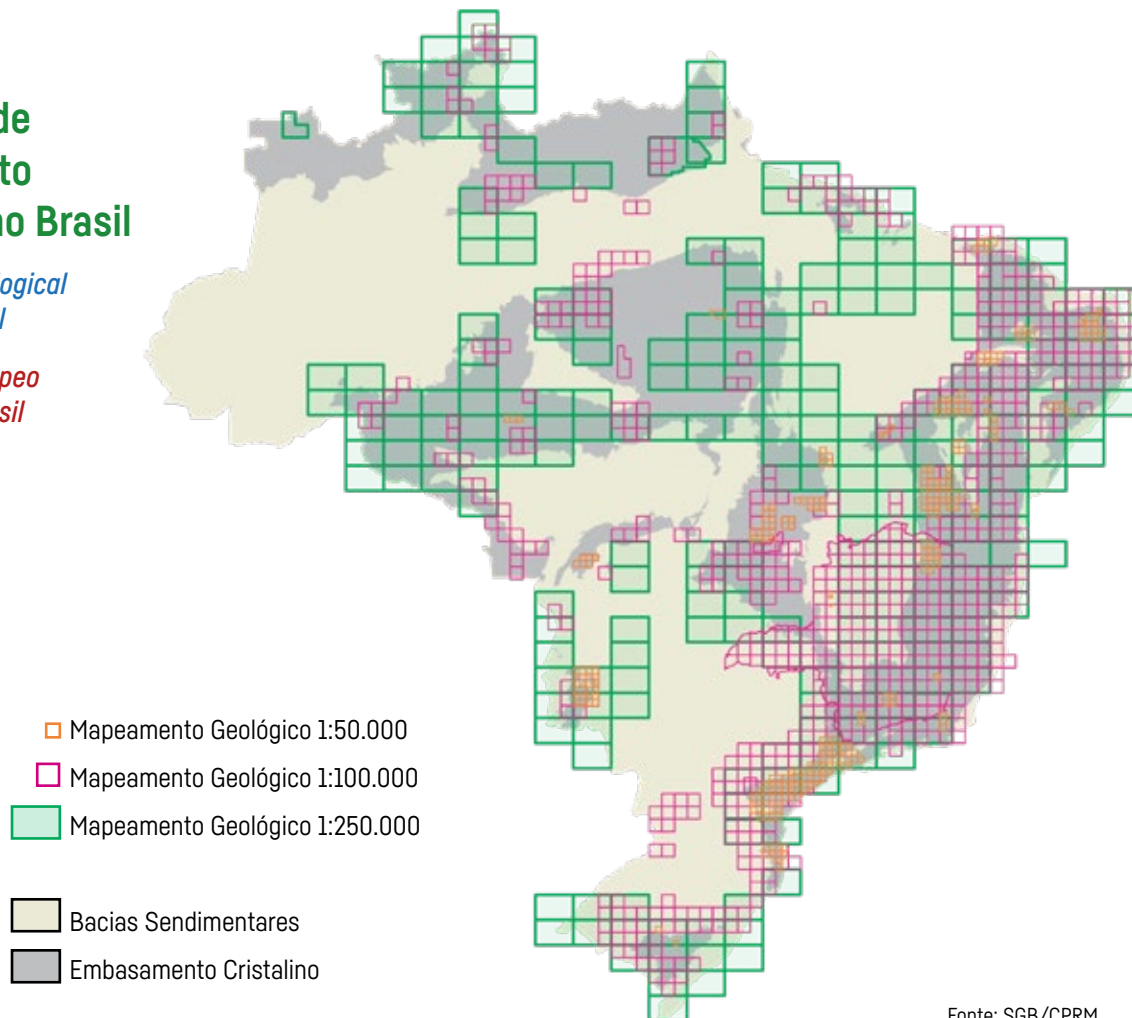 de
to
no Brasil
logical
l
peo
sil
Mapeamento Geológico 1:50.000
Mapeamento Geológico 1:100.000
Mapeamento Geológico 1:250.000
Bacias Sendimentares
Embasamento Cristalino
Fonte: SGB/CPRM